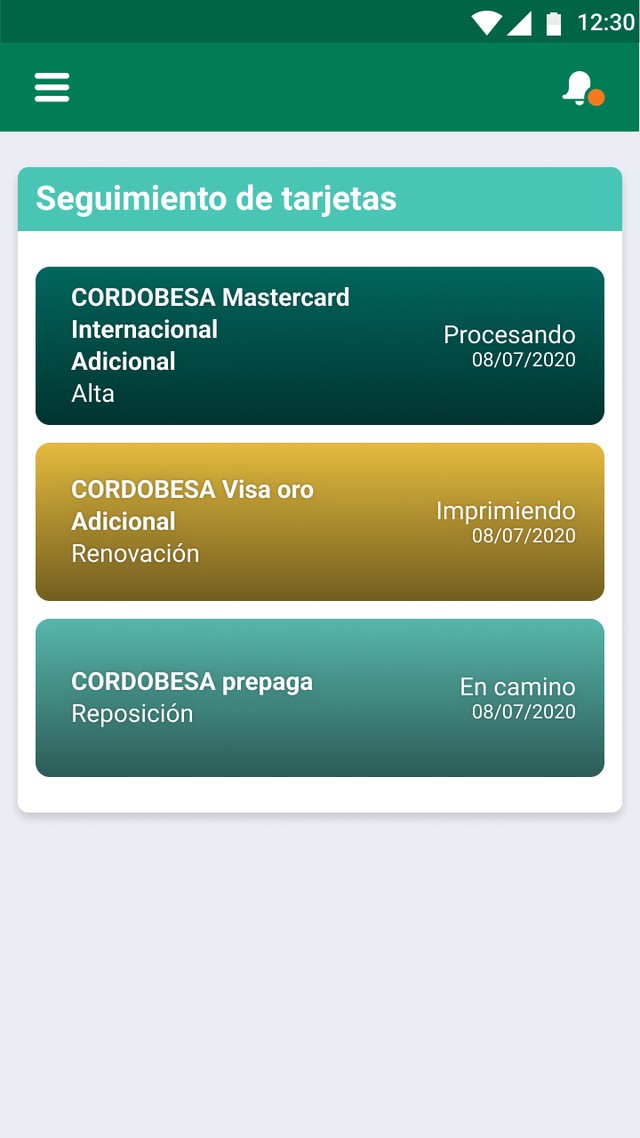 12:30
Seguimiento de tarjetas
CORDOBESA Mastercard
Internacional
Adicional
Alta
Procesando
08/07/2020
CORDOBESA Visa oro
Adicional
Renovación
Imprimiendo
08/07/2020
CORDOBESA prepaga
Reposición
En camino
08/07/2020